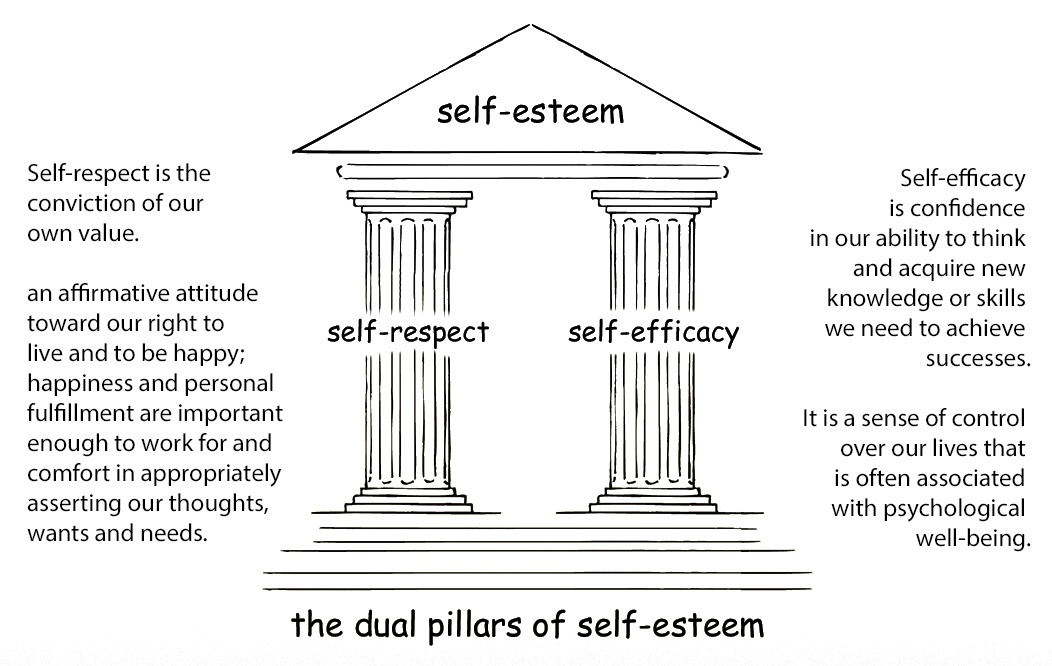 self-esteem
Self-respect is the
conviction of our
own value.
an affirmative attitude
toward our right to
live and to be happy;
happiness and personal
fulfillment are important
enough to work for and
comfort in appropriately
asserting our thoughts,
wants and needs.
self-respect
self-efficacy
Self-efficacy
is confidence
in our ability to think
and acquire new
knowledge or skills
we need to achieve
successes.
It is a sense of control
over our lives that
is often associated
with psychological
well-being.
the dual pillars of self-esteem